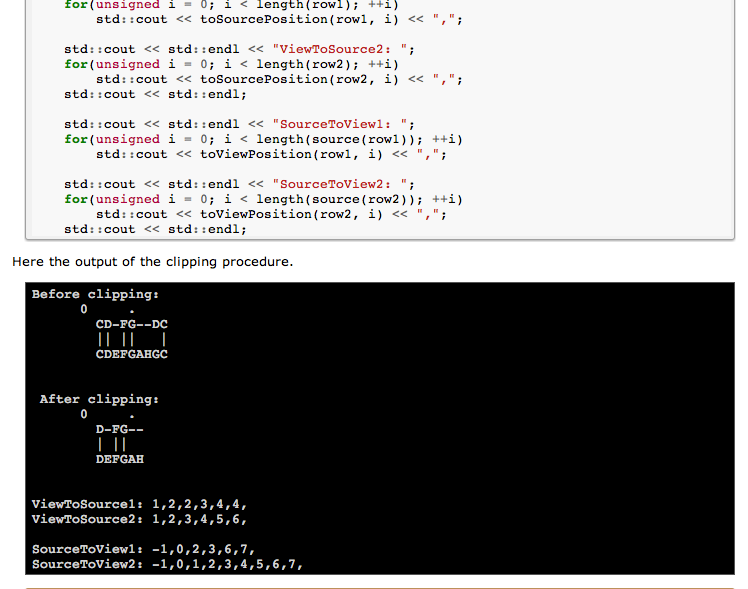 for(unsigned i = 0; i < length(row1); ++i)
std::cout << toSourcePosition(row1, i) << ",";
std::cout << std::endl << "ViewToSource2: ";
for(unsigned i = 0; i < length(row2); ++i)
std::cout << toSourcePosition(row2, i) << ",";
std::cout << std::endl;
std::cout << std::endl << "SourceToView1: ";
for(unsigned i = 0; i < length(source(row1)); ++i)
std::cout << toViewPosition(row1, i) << ",";
std::cout << std::endl << "SourceToView2: ";
for(unsigned i = 0; i < length(source(row2)); ++i)
std::cout << toViewPosition(row2, i) << ",";
std::cout << std::endl;
Here the output of the clipping procedure.
Before clipping:
0     .
CD-FG--DC
|| ||   |
CDEFGAHGC
After clipping:
0     .
D-FG--
| ||
DEFGAH
ViewToSource1: 1,2,2,3,4,4,
ViewToSource2: 1,2,3,4,5,6,
SourceToView1: -1,0,2,3,6,7,
SourceToView2: -1,0,1,2,3,4,5,6,7,